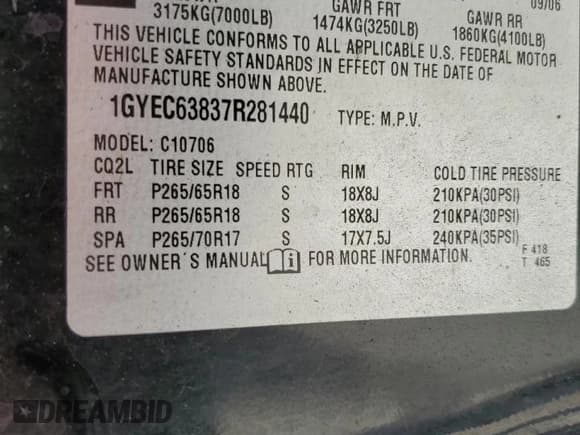 GAWR FRT GAWR RR 09/06
3175KG(7000LB) 1474KG(3250LB) 1860KG(4100LB)
THIS VEHICLE CONFORMS TO ALL APPLICABLE U.S. FEDERAL MOTOR
VEHICLE SAFETY STANDARDS IN EFFECT ON THE DATE OF
MANUFACTURE SHOWN ABOVE.
1GYEC63837R281440 TYPE: M.P.V.
MODEL: C10706
CQ2L TIRE SIZE SPEED RTG RIM COLD TIRE PRESSURE
FRT P265/65R18 S 18X8J 210KPA(30PSI)
RR P265/65R18 S 18X8J 210KPA(30PSI)
SPA P265/70R17 S 17X7.5J 240KPA(35PSI)
SEE OWNER'S MANUAL i FOR MORE INFORMATION. F 418
T 465
DREAMBID